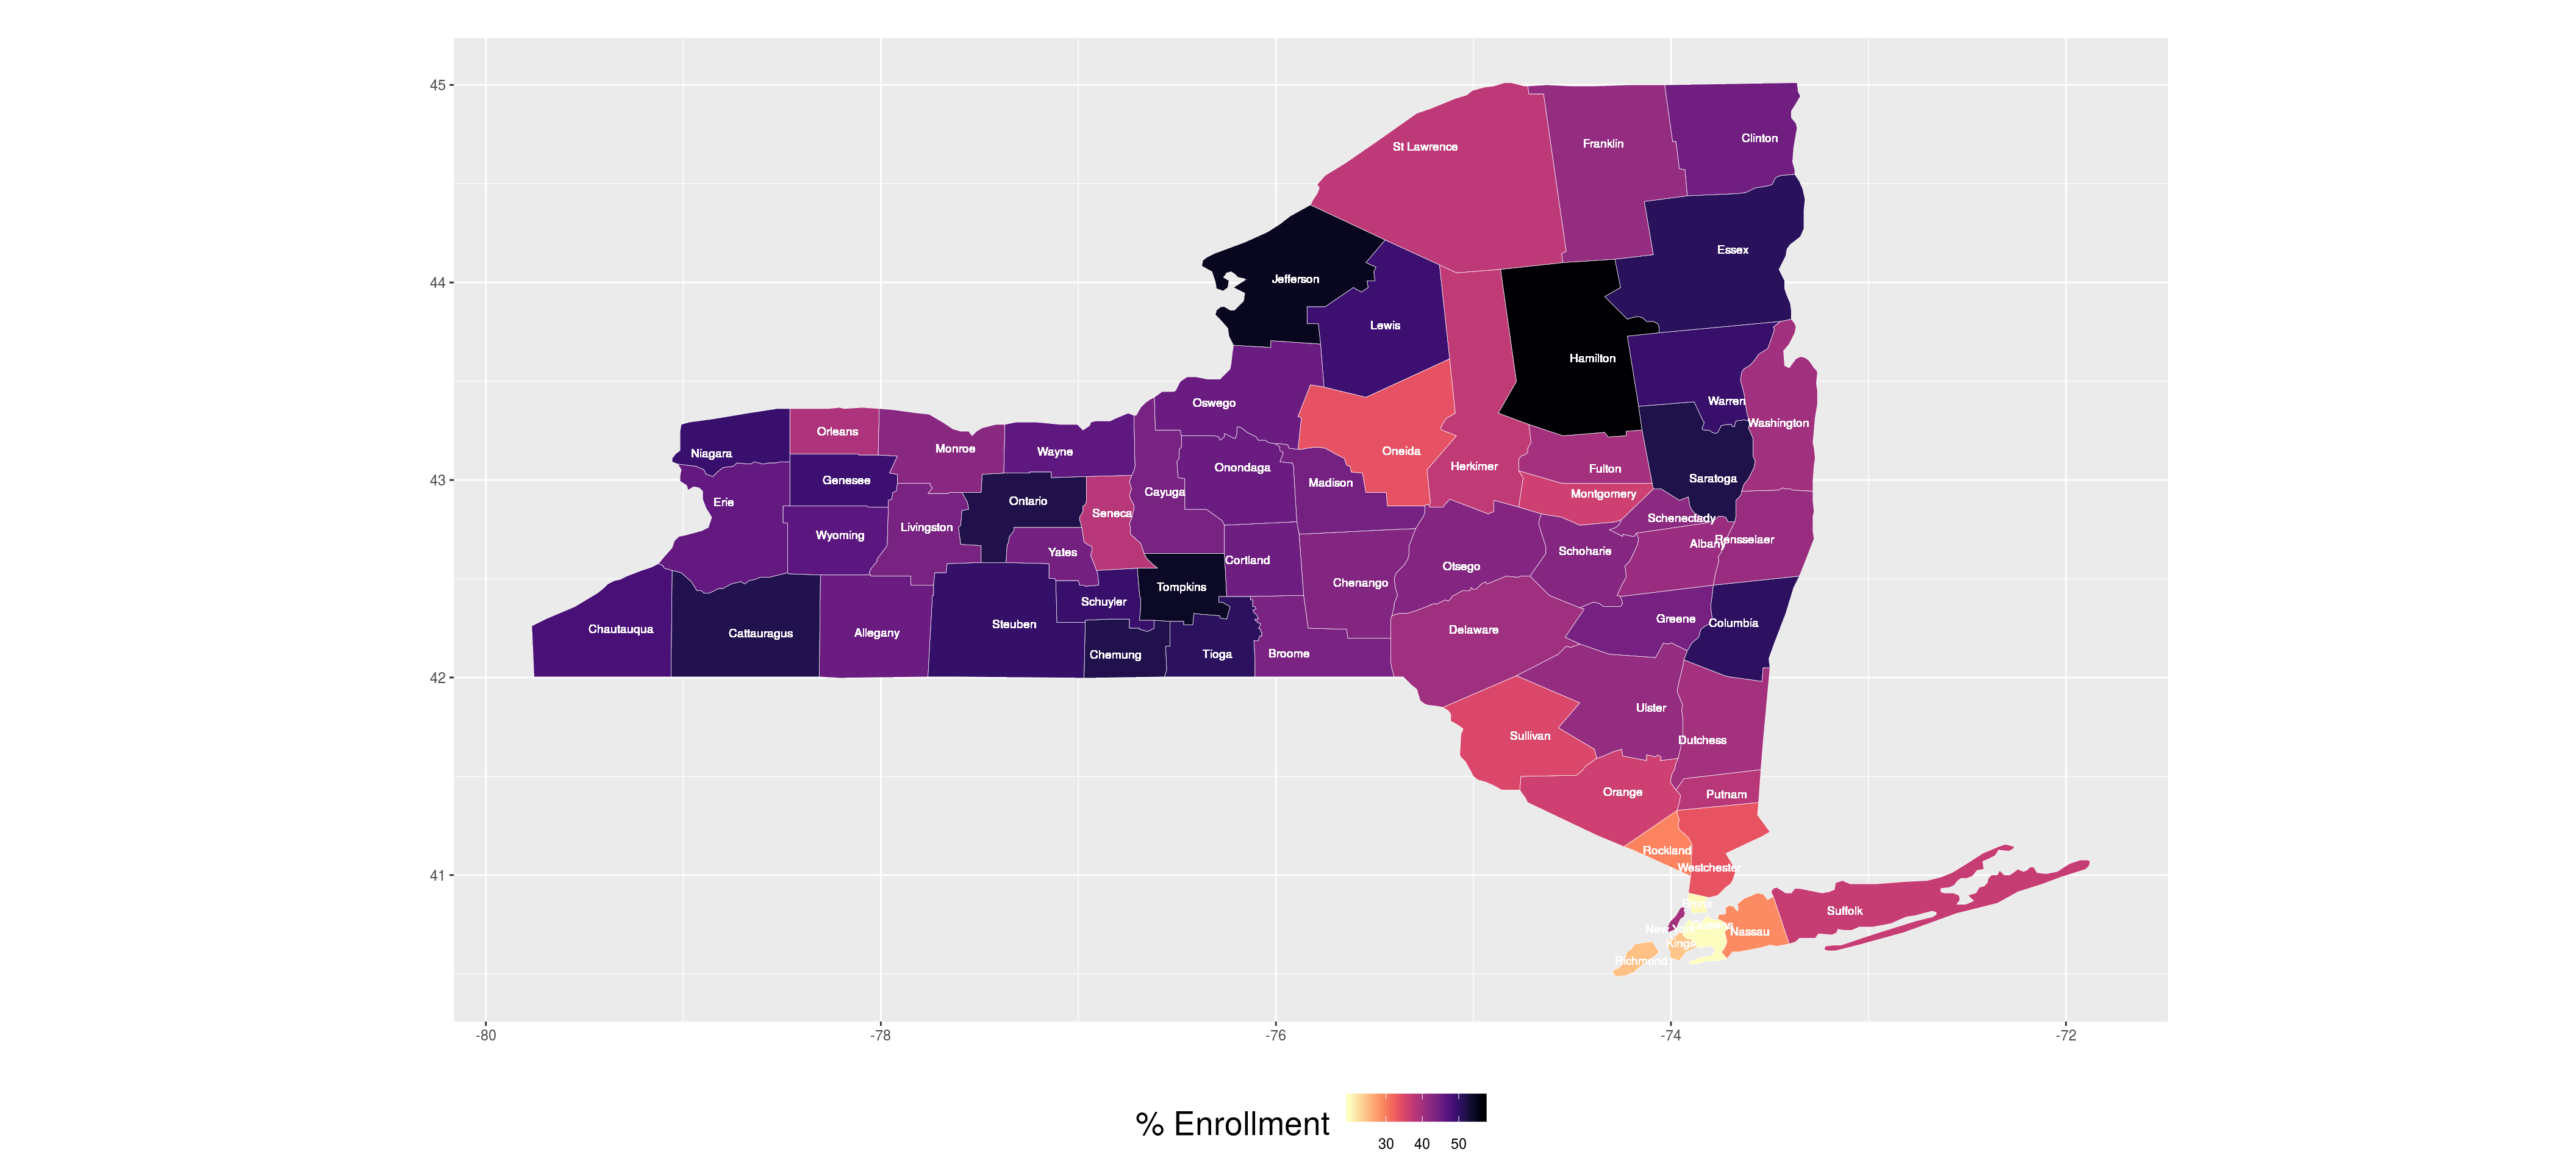 45
St Lawrence
Franklin
Clinton
44
Jefferson
Essex
Lewis
Hamilton
Oswego
Warren
Washington
43
Niagara
Orleans
Monroe
Wayne
Oneida
Erie
Genesee
Ontario
Cayuga
Onondaga
Madison
Herkimer
Fulton
Saratoga
Montgomery
Wyoming
Livingston
Seneca
Yates
Schenectady
Albany
Rensselaer
Cortland
Chenango
Otsego
Schoharie
Tompkins
Schuyler
Chautauqua
Cattaraugus
Allegany
Steuben
Chemung
Tioga
Broome
Delaware
Greene
Columbia
42
Ulster
Sullivan
Dutchess
Orange
Putnam
Rockland
Westchester
41
Bronx
Suffolk
New York
Queens
Nassau
Kings
Richmond
-80 -78 -76 -74 -72
% Enrollment
30 40 50